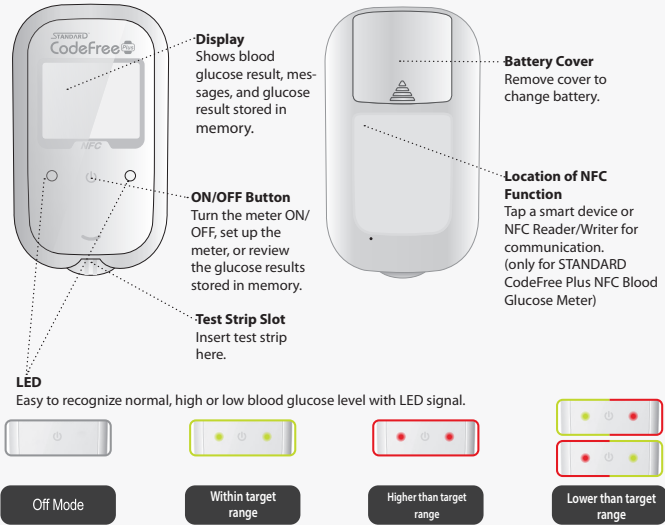 STANDARD™
CodeFree Plus
NFC
Display
Shows blood
glucose result, mes-
sages, and glucose
result stored in
memory.
ON/OFF Button
Turn the meter ON/
OFF, set up the
meter, or review
the glucose results
stored in memory.
Test Strip Slot
Insert test strip
here.
Battery Cover
Remove cover to
change battery.
Location of NFC
Function
Tap a smart device or
NFC Reader/Writer for
communication.
(only for STANDARD
CodeFree Plus NFC Blood
Glucose Meter)
LED
Easy to recognize normal, high or low blood glucose level with LED signal.
Off Mode
Within target
range
Higher than target
range
Lower than target
range